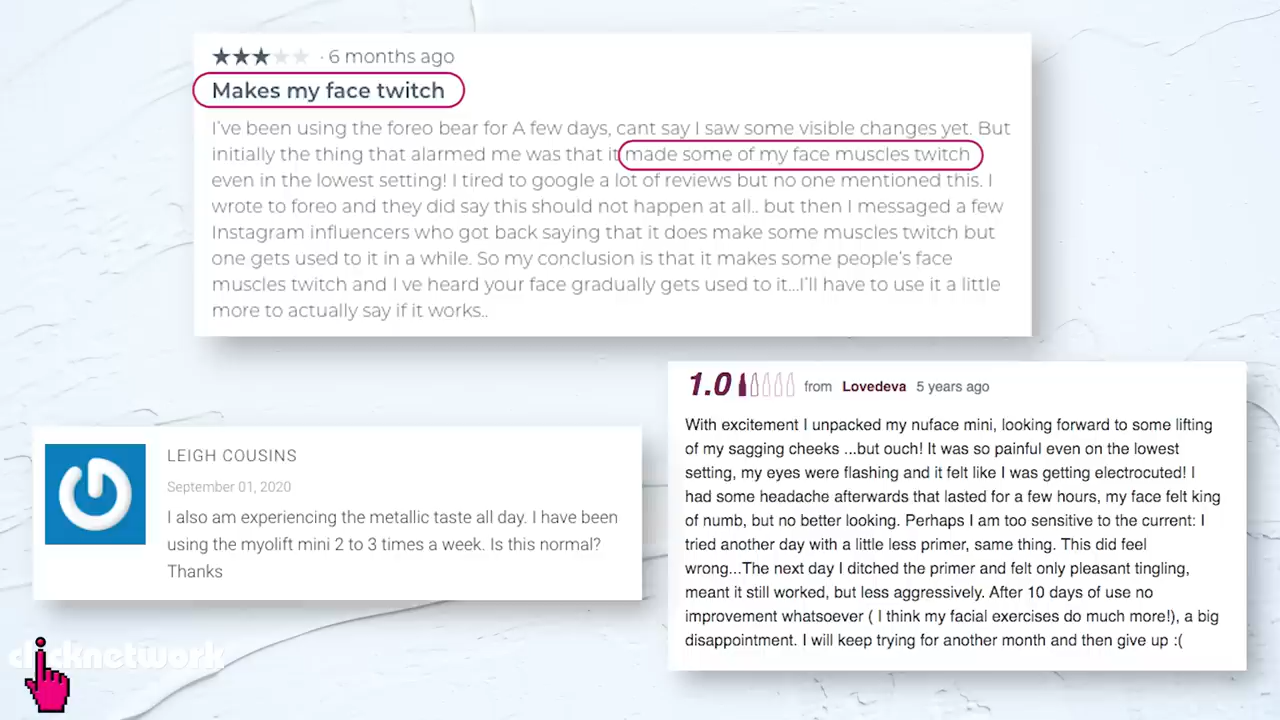 · 6 months ago
Makes my face twitch
I've been using the foreo bear for A few days, cant say I saw some visible changes yet. But
initially the thing that alarmed me was that it made some of my face muscles twitch
even in the lowest setting! I tired to google a lot of reviews but no one mentioned this. I
wrote to foreo and they did say this should not happen at all.. but then I messaged a few
Instagram influencers who got back saying that it does make some muscles twitch but
one gets used to it in a while. So my conclusion is that it makes some people's face
muscles twitch and I ve heard your face gradually gets used to it...I'll have to use it a little
more to actually say if it works..
LEIGH COUSINS
September 01, 2020
I also am experiencing the metallic taste all day. I have been
using the myolift mini 2 to 3 times a week. Is this normal?
Thanks
1.0 from Lovedeva 5 years ago
With excitement I unpacked my nuface mini, looking forward to some lifting
of my sagging cheeks ...but ouch! It was so painful even on the lowest
setting, my eyes were flashing and it felt like I was getting electrocuted! I
had some headache afterwards that lasted for a few hours, my face felt king
of numb, but no better looking. Perhaps I am too sensitive to the current: I
tried another day with a little less primer, same thing. This did feel
wrong...The next day I ditched the primer and felt only pleasant tingling,
meant it still worked, but less aggressively. After 10 days of use no
improvement whatsoever ( I think my facial exercises do much more!), a big
disappointment. I will keep trying for another month and then give up :(
clicknetwork